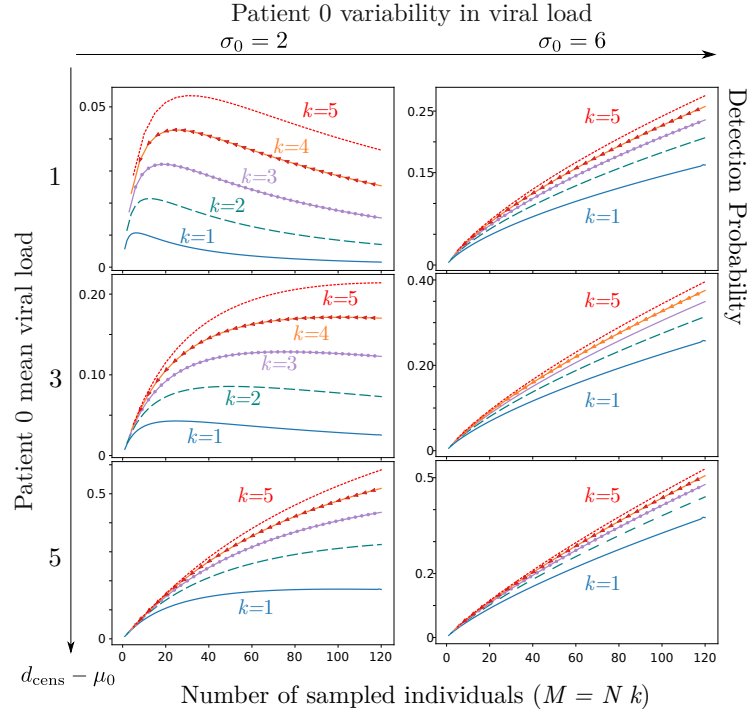 Patient 0 variability in viral load
σ₀ = 2
σ₀ = 6
Patient 0 mean viral load
1
3
5
d_cens − μ₀
Detection Probability
0.05
0
k=5
k=4
k=3
k=2
k=1
0.25
0.15
0
k=5
k=1
0.20
0.10
0
k=5
k=4
k=3
k=2
k=1
0.40
0.20
0
k=5
k=1
0.5
0
k=5
k=1
0 20 40 60 80 100 120
0.5
0.2
0
k=5
k=1
0 20 40 60 80 100 120
Number of sampled individuals (M = N k)